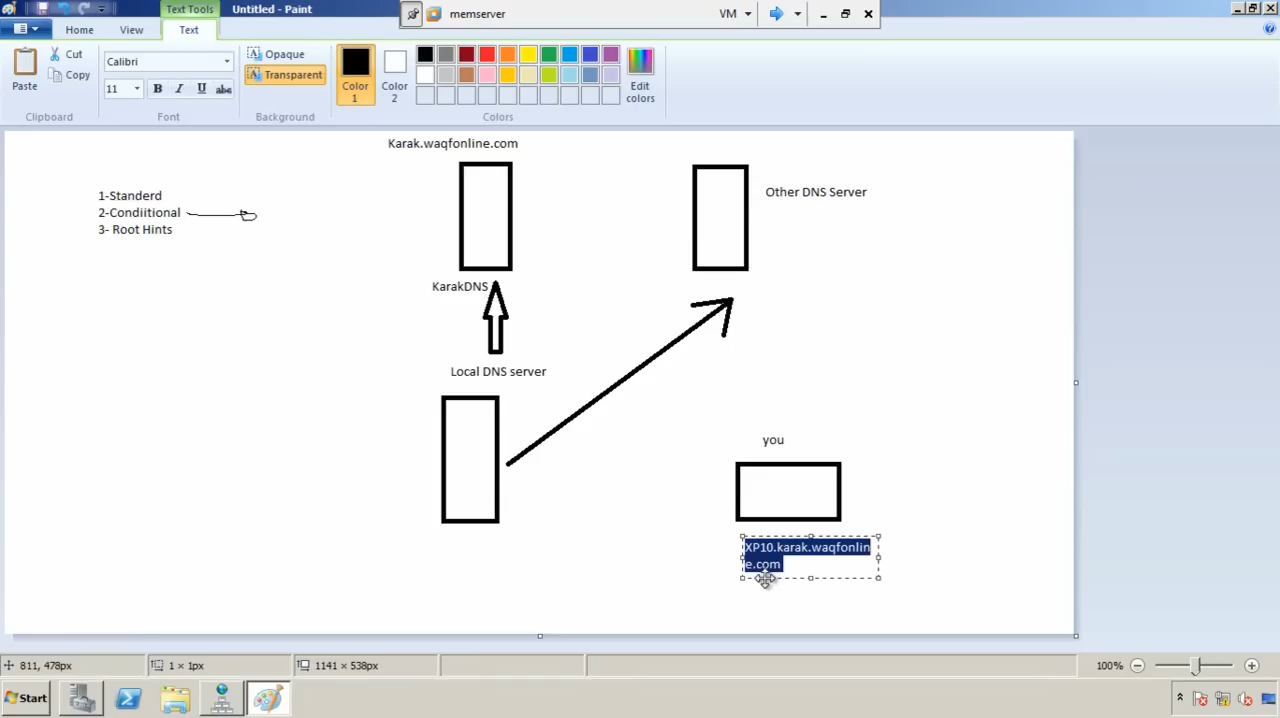 Text Tools
Untitled - Paint
memserver
VM
Home
View
Text
Paste
Cut
Copy
Clipboard
Calibri
11
B
I
U
abc
Font
Opaque
Transparent
Background
Color
1
Color
2
Edit
colors
Colors
Karak.waqfonline.com
1-Standerd
2-Condiitional
3- Root Hints
Other DNS Server
KarakDNS
Local DNS server
you
XP10.karak.waqfonlin
e.com
811, 478px
1 × 1px
1141 × 538px
100%
Start